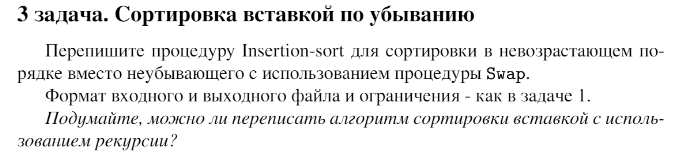 3 задача. Сортировка вставкой по убыванию
Перепишите процедуру Insertion-sort для сортировки в невозрастающем по-
рядке вместо неубывающего с использованием процедуры Swap.
Формат входного и выходного файла и ограничения - как в задаче 1.
Подумайте, можно ли переписать алгоритм сортировки вставкой с исполь-
зованием рекурсии?